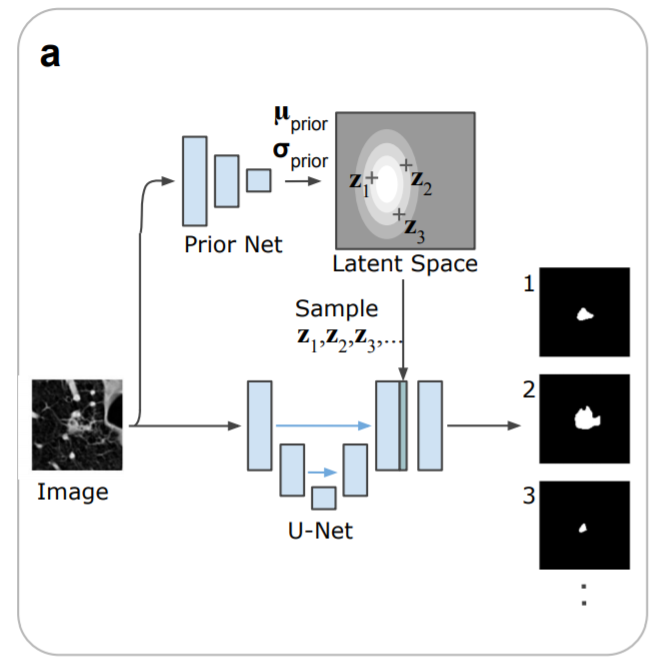 a
μprior
σprior
z1
z2
z3
Prior Net
Latent Space
Sample
z1,z2,z3,...
1
2
3
Image
U-Net
: